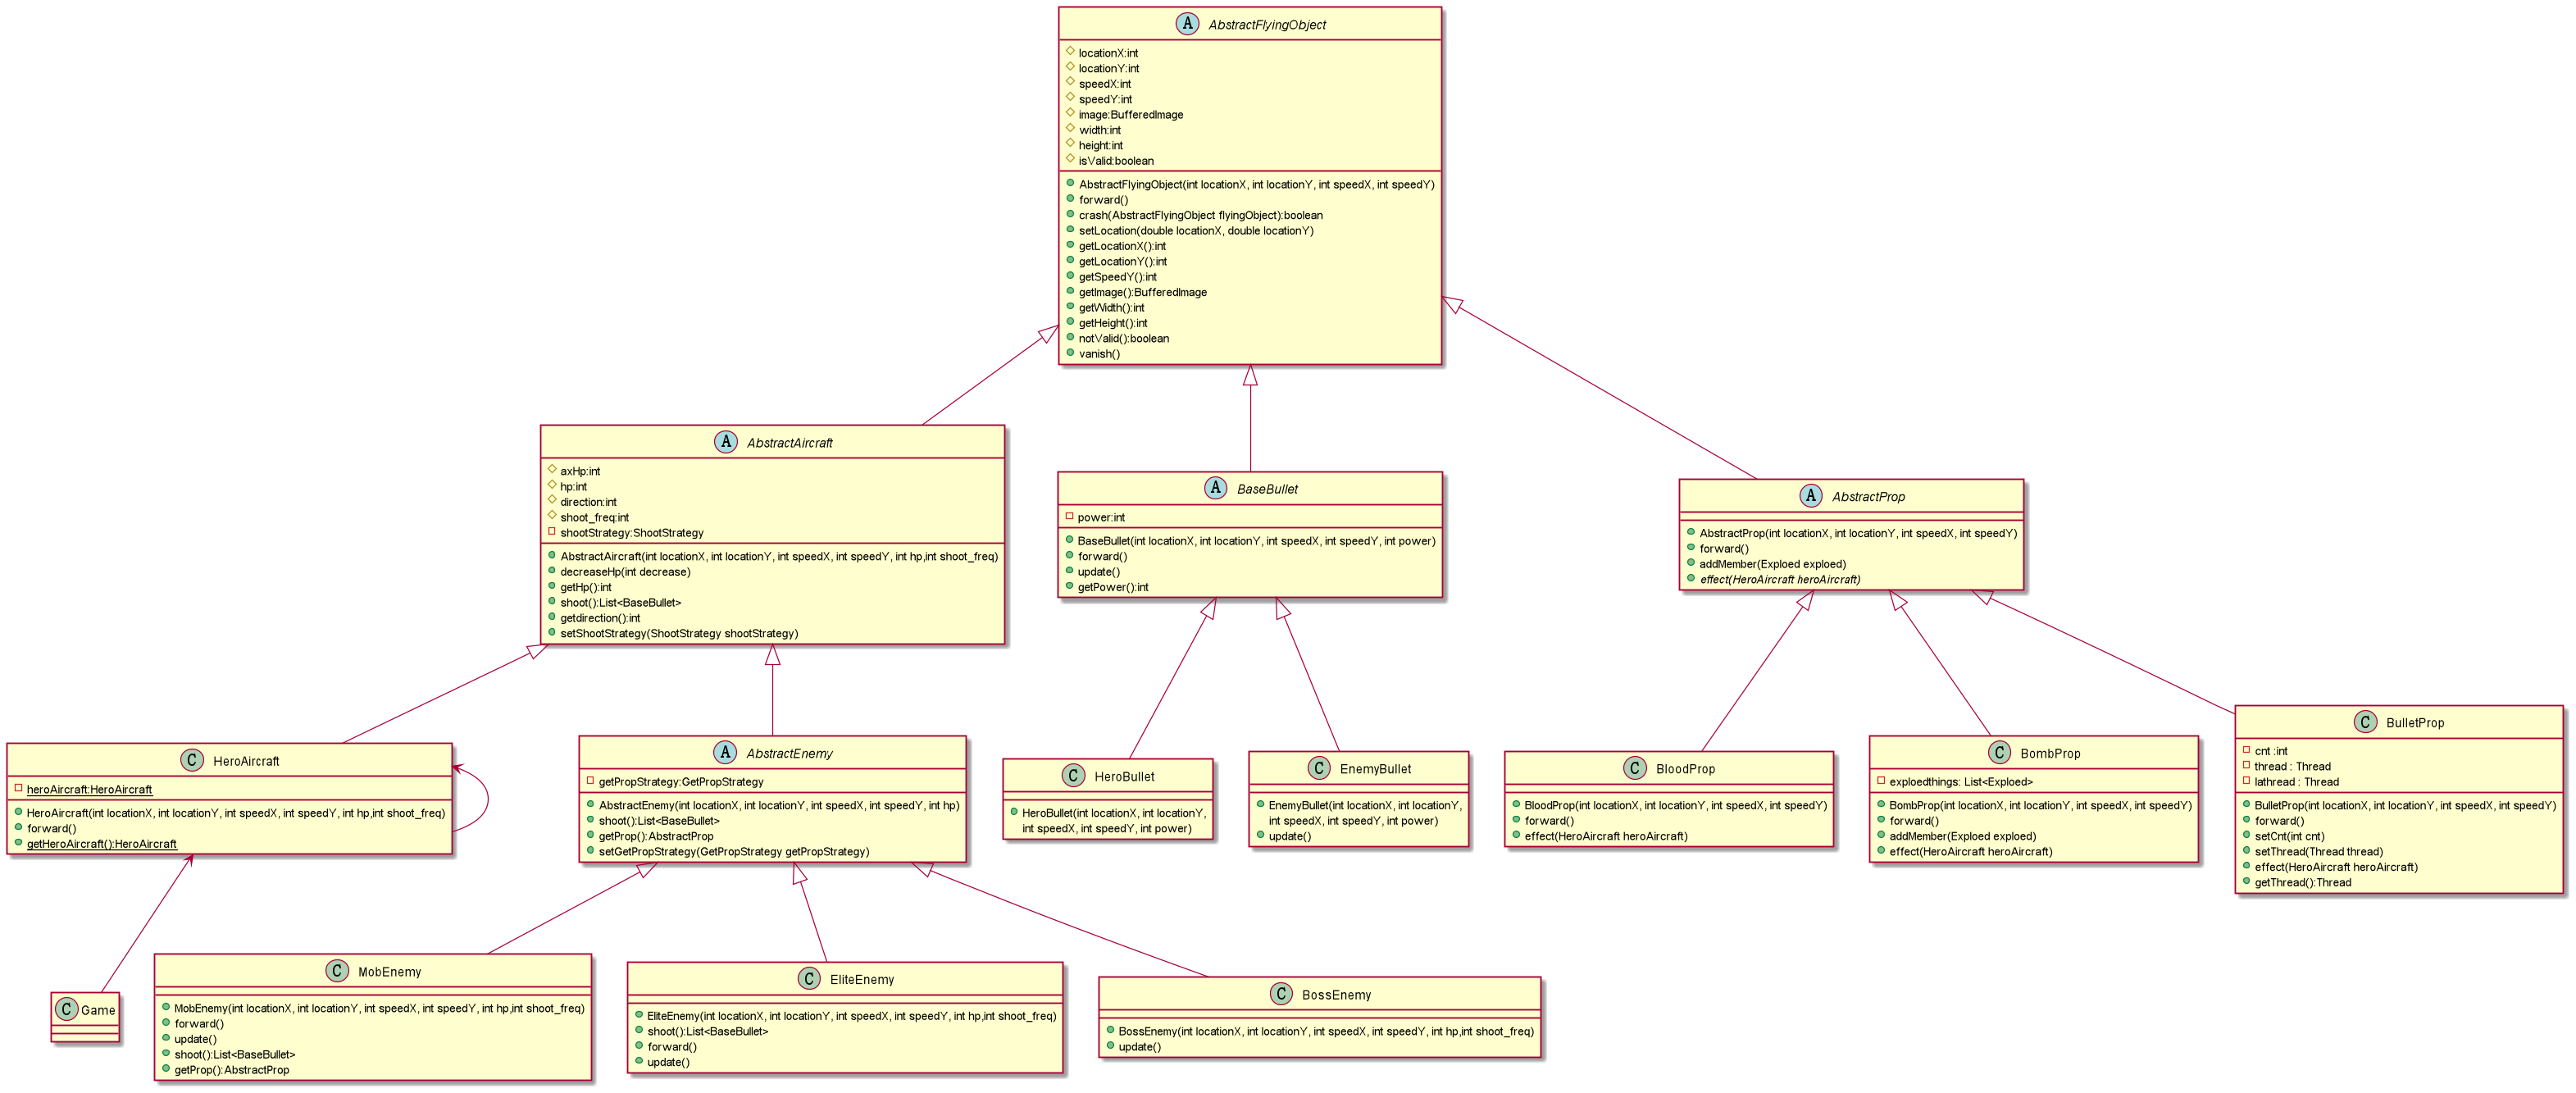 A AbstractFlyingObject
locationX:int
locationY:int
speedX:int
speedY:int
image:BufferedImage
width:int
height:int
isValid:boolean
AbstractFlyingObject(int locationX, int locationY, int speedX, int speedY)
forward()
crash(AbstractFlyingObject flyingObject):boolean
setLocation(double locationX, double locationY)
getLocationX():int
getLocationY():int
getSpeedY():int
getImage():BufferedImage
getWidth():int
getHeight():int
notValid():boolean
vanish()
A AbstractAircraft
axHp:int
hp:int
direction:int
shoot_freq:int
shootStrategy:ShootStrategy
AbstractAircraft(int locationX, int locationY, int speedX, int speedY, int hp,int shoot_freq)
decreaseHp(int decrease)
getHp():int
shoot():List<BaseBullet>
getdirection():int
setShootStrategy(ShootStrategy shootStrategy)
A BaseBullet
power:int
BaseBullet(int locationX, int locationY, int speedX, int speedY, int power)
forward()
update()
getPower():int
A AbstractProp
AbstractProp(int locationX, int locationY, int speedX, int speedY)
forward()
addMember(Exploed exploed)
effect(HeroAircraft heroAircraft)
C HeroAircraft
heroAircraft:HeroAircraft
HeroAircraft(int locationX, int locationY, int speedX, int speedY, int hp,int shoot_freq)
forward()
getHeroAircraft():HeroAircraft
A AbstractEnemy
getPropStrategy:GetPropStrategy
AbstractEnemy(int locationX, int locationY, int speedX, int speedY, int hp)
shoot():List<BaseBullet>
getProp():AbstractProp
setGetPropStrategy(GetPropStrategy getPropStrategy)
C HeroBullet
HeroBullet(int locationX, int locationY,
int speedX, int speedY, int power)
C EnemyBullet
EnemyBullet(int locationX, int locationY,
int speedX, int speedY, int power)
update()
C BloodProp
BloodProp(int locationX, int locationY, int speedX, int speedY)
forward()
effect(HeroAircraft heroAircraft)
C BombProp
exploedthings: List<Exploed>
BombProp(int locationX, int locationY, int speedX, int speedY)
forward()
addMember(Exploed exploed)
effect(HeroAircraft heroAircraft)
C BulletProp
cnt :int
thread : Thread
lathread : Thread
BulletProp(int locationX, int locationY, int speedX, int speedY)
forward()
setCnt(int cnt)
setThread(Thread thread)
effect(HeroAircraft heroAircraft)
getThread():Thread
C Game
C MobEnemy
MobEnemy(int locationX, int locationY, int speedX, int speedY, int hp,int shoot_freq)
forward()
update()
shoot():List<BaseBullet>
getProp():AbstractProp
C EliteEnemy
EliteEnemy(int locationX, int locationY, int speedX, int speedY, int hp,int shoot_freq)
shoot():List<BaseBullet>
forward()
update()
C BossEnemy
BossEnemy(int locationX, int locationY, int speedX, int speedY, int hp,int shoot_freq)
update()